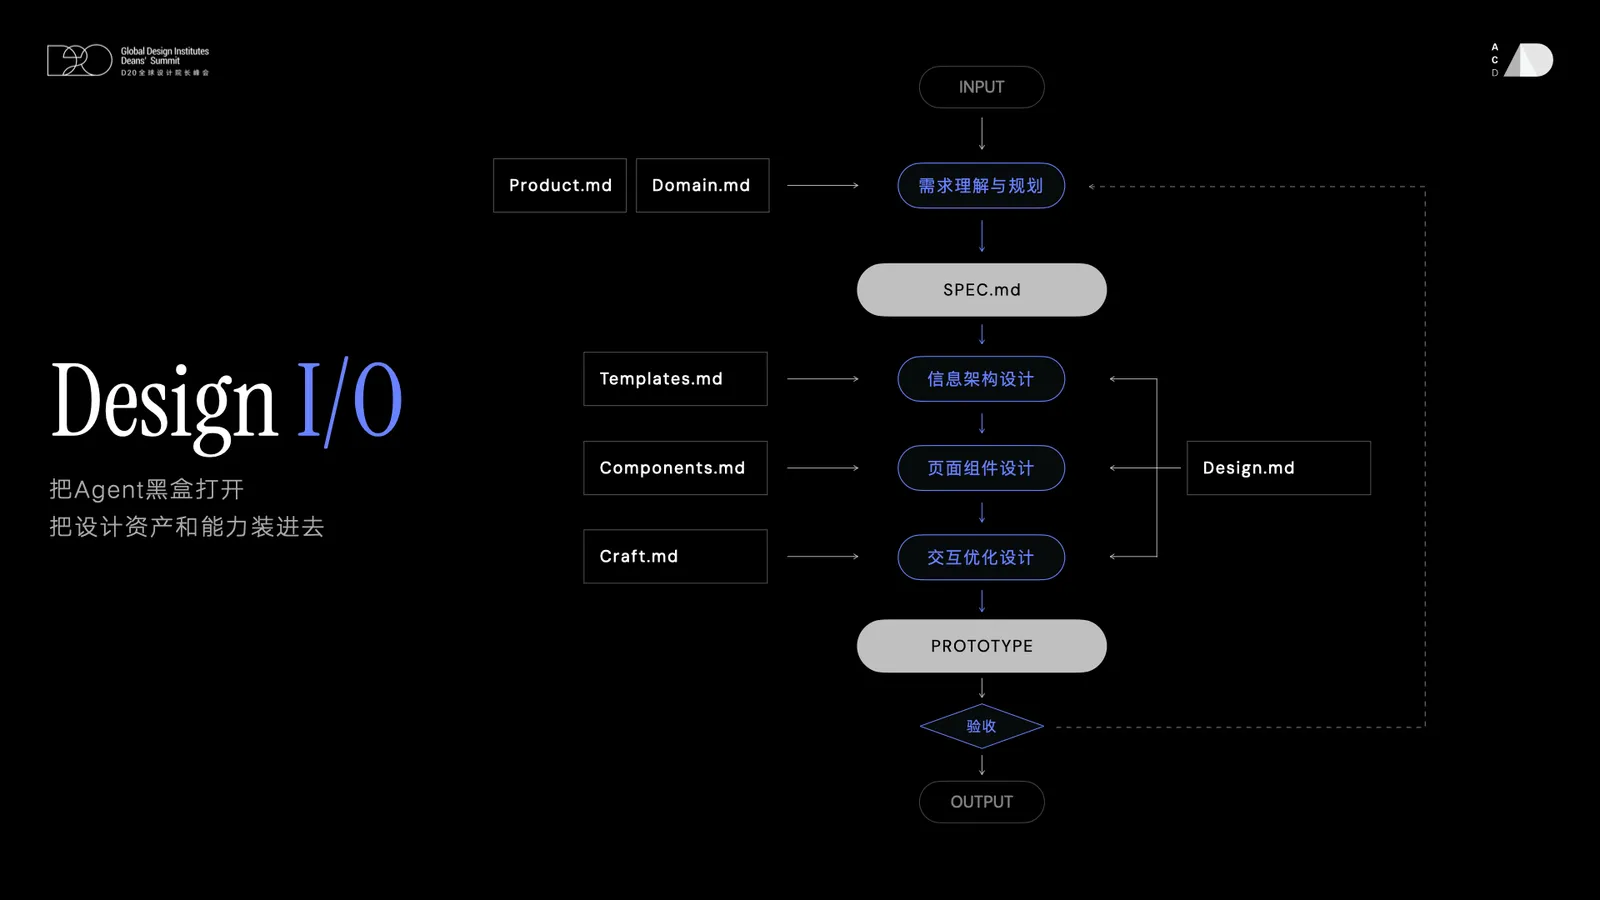 D20
Global Design Institutes
Deans' Summit
D20全球设计院长峰会
A
C
D
INPUT
Product.md
Domain.md
需求理解与规划
SPEC.md
Templates.md
信息架构设计
Design I/O
Components.md
页面组件设计
Design.md
把Agent黑盒打开
把设计资产和能力装进去
Craft.md
交互优化设计
PROTOTYPE
验收
OUTPUT